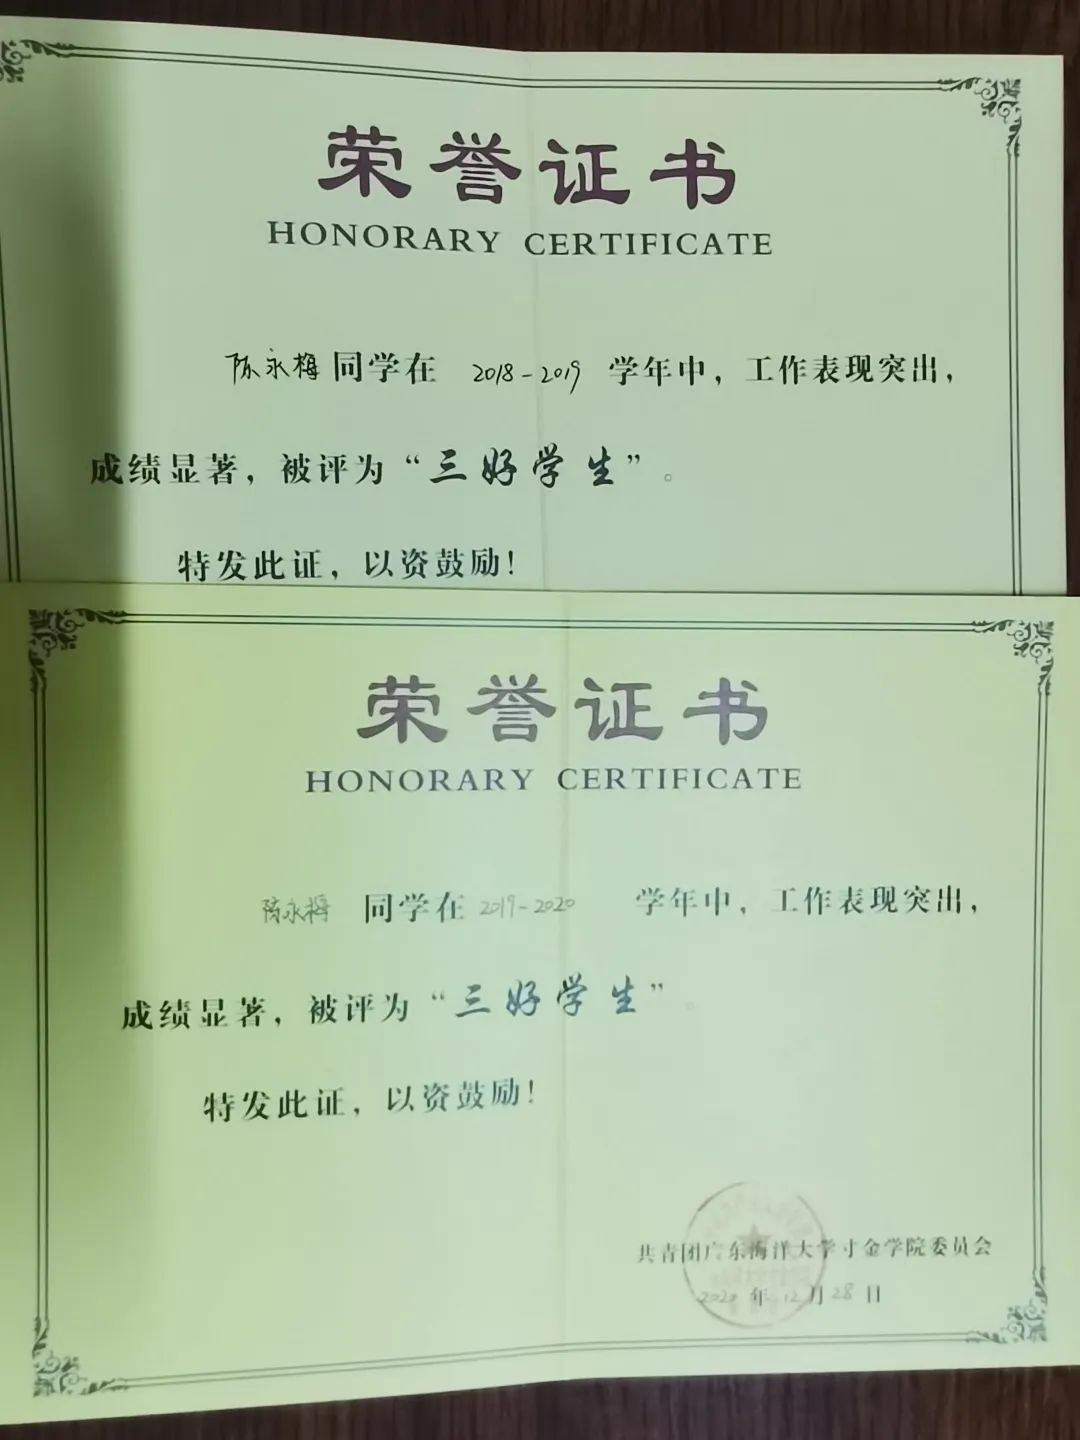 荣誉证书
HONORARY CERTIFICATE
陈永梅同学在 2018-2019 学年中，工作表现突出，
成绩显著，被评为“三好学生”。
特发此证，以资鼓励！
荣誉证书
HONORARY CERTIFICATE
陈永梅 同学在 2019-2020 学年中，工作表现突出，
成绩显著，被评为“三好学生”。
特发此证，以资鼓励！
共青团广东海洋大学寸金学院委员会
2020 年 12 月 28 日